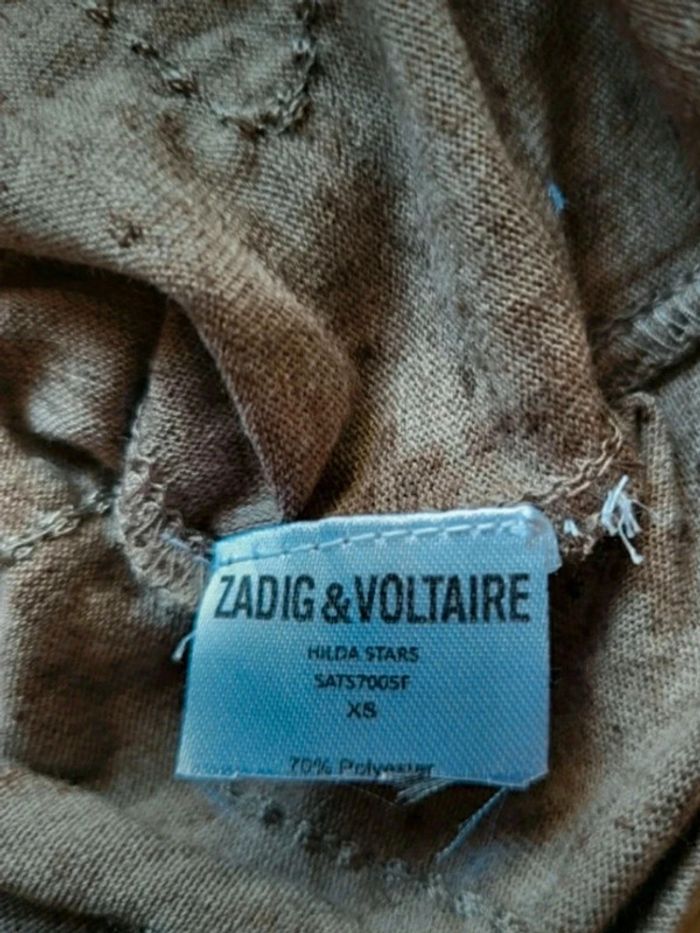 ZADIG & VOLTAIRE
HILDA STARS
SATS7005F
XS
70% Polyester